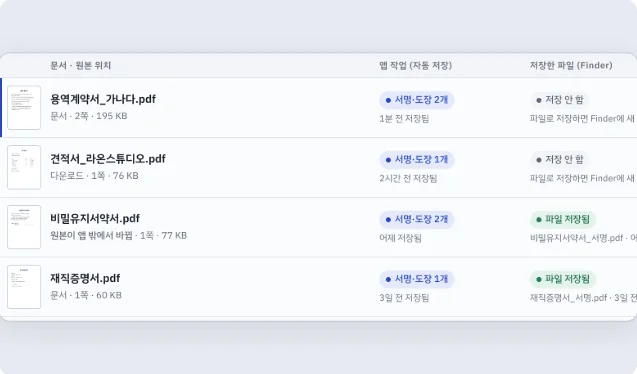 문서 · 원본 위치 앱 작업 (자동 저장) 저장한 파일 (Finder)
용역계약서_가나다.pdf 서명·도장 2개 저장 안 함
문서 · 2쪽 · 195 KB 1분 전 저장됨 파일로 저장하면 Finder에 새
견적서_라온스튜디오.pdf 서명·도장 1개 저장 안 함
다운로드 · 1쪽 · 76 KB 2시간 전 저장됨 파일로 저장하면 Finder에 새
비밀유지서약서.pdf 서명·도장 2개 파일 저장됨
원본이 앱 밖에서 바뀜 · 1쪽 · 77 KB 어제 저장됨 비밀유지서약서_서명.pdf · 어
재직증명서.pdf 서명·도장 1개 파일 저장됨
문서 · 1쪽 · 60 KB 3일 전 저장됨 재직증명서_서명.pdf · 3일 전